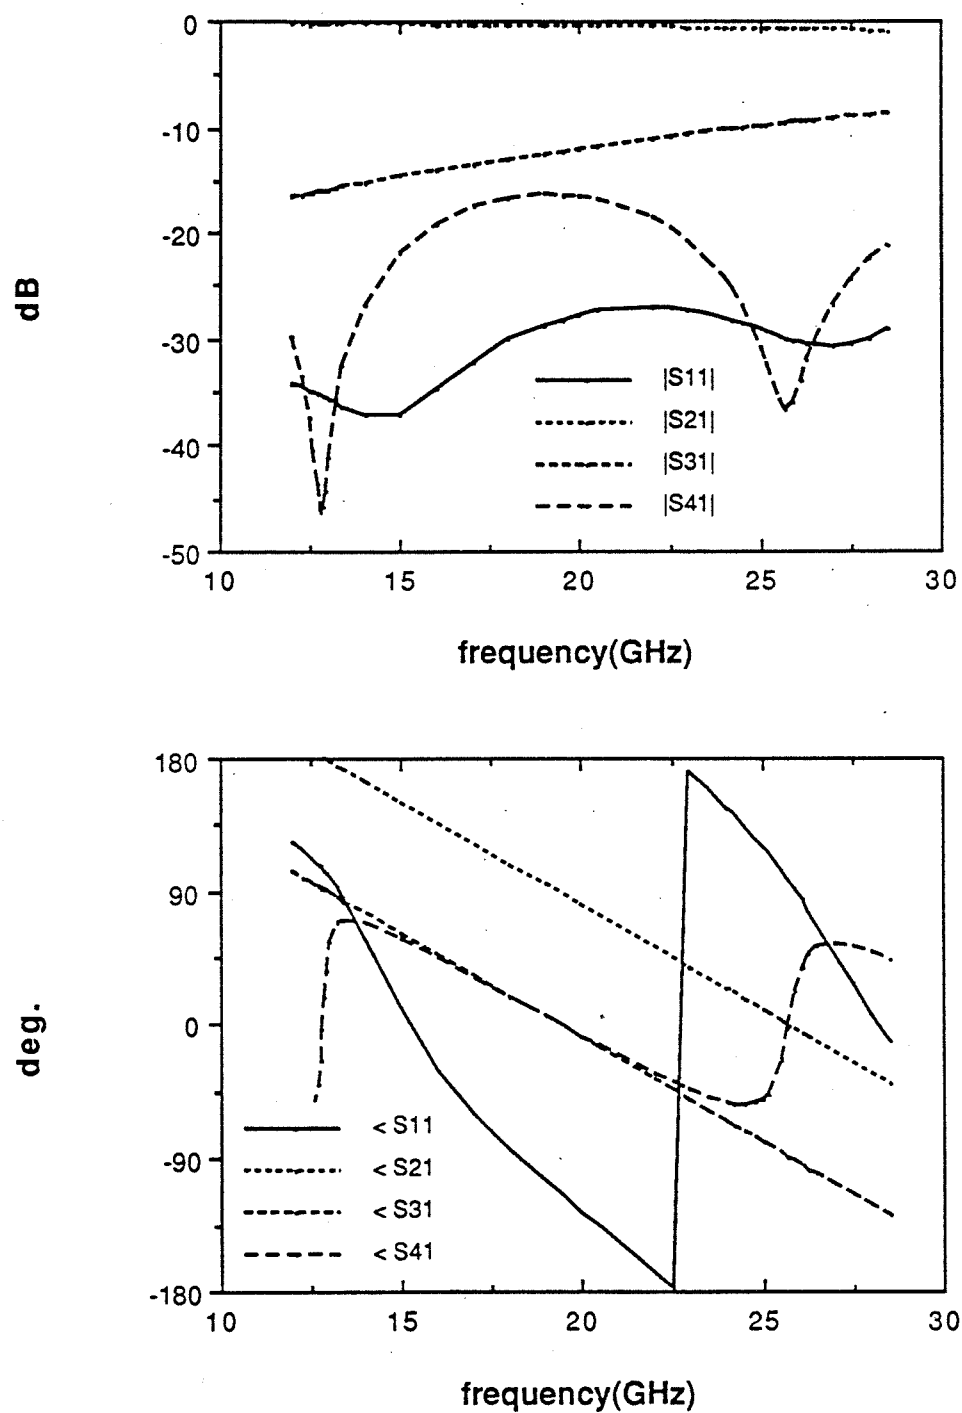 0
-10
-20
-30
-40
-50
dB
|S11|
|S21|
|S31|
|S41|
10 15 20 25 30
frequency(GHz)
180
90
0
-90
-180
deg.
< S11
< S21
< S31
< S41
10 15 20 25 30
frequency(GHz)